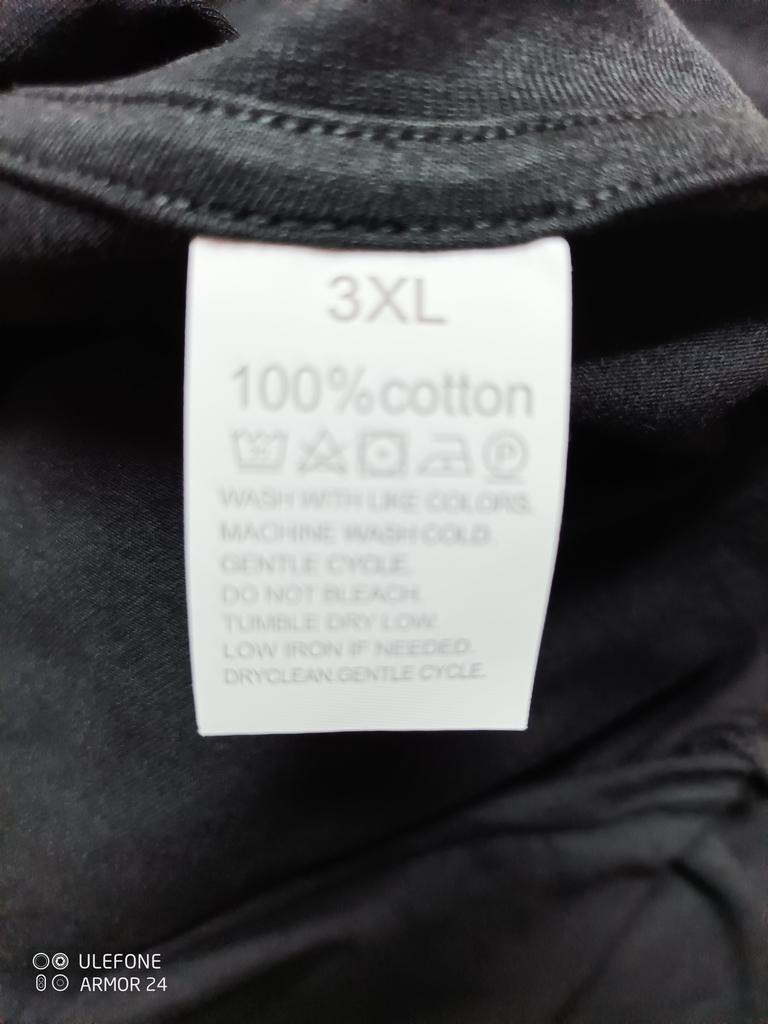 3XL
100%cotton
WASH WITH LIKE COLORS.
MACHINE WASH COLD.
GENTLE CYCLE.
DO NOT BLEACH.
TUMBLE DRY LOW.
LOW IRON IF NEEDED.
DRYCLEAN.GENTLE CYCLE.
ULEFONE
ARMOR 24